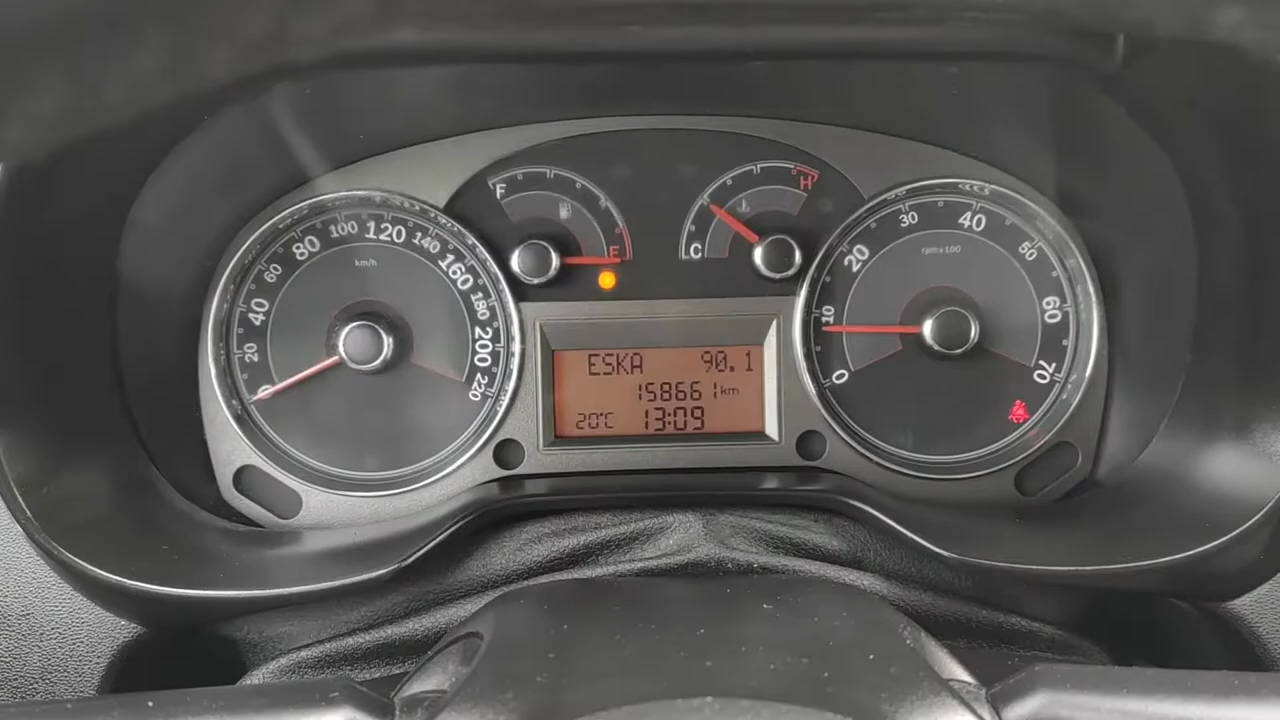 0 20 40 60 80 100 120 140 160 180 200 220
km/h
F E
C H
0 10 20 30 40 50 60 70
rpm x 100
ESKA 90.1
158661 km
20°C 13:09